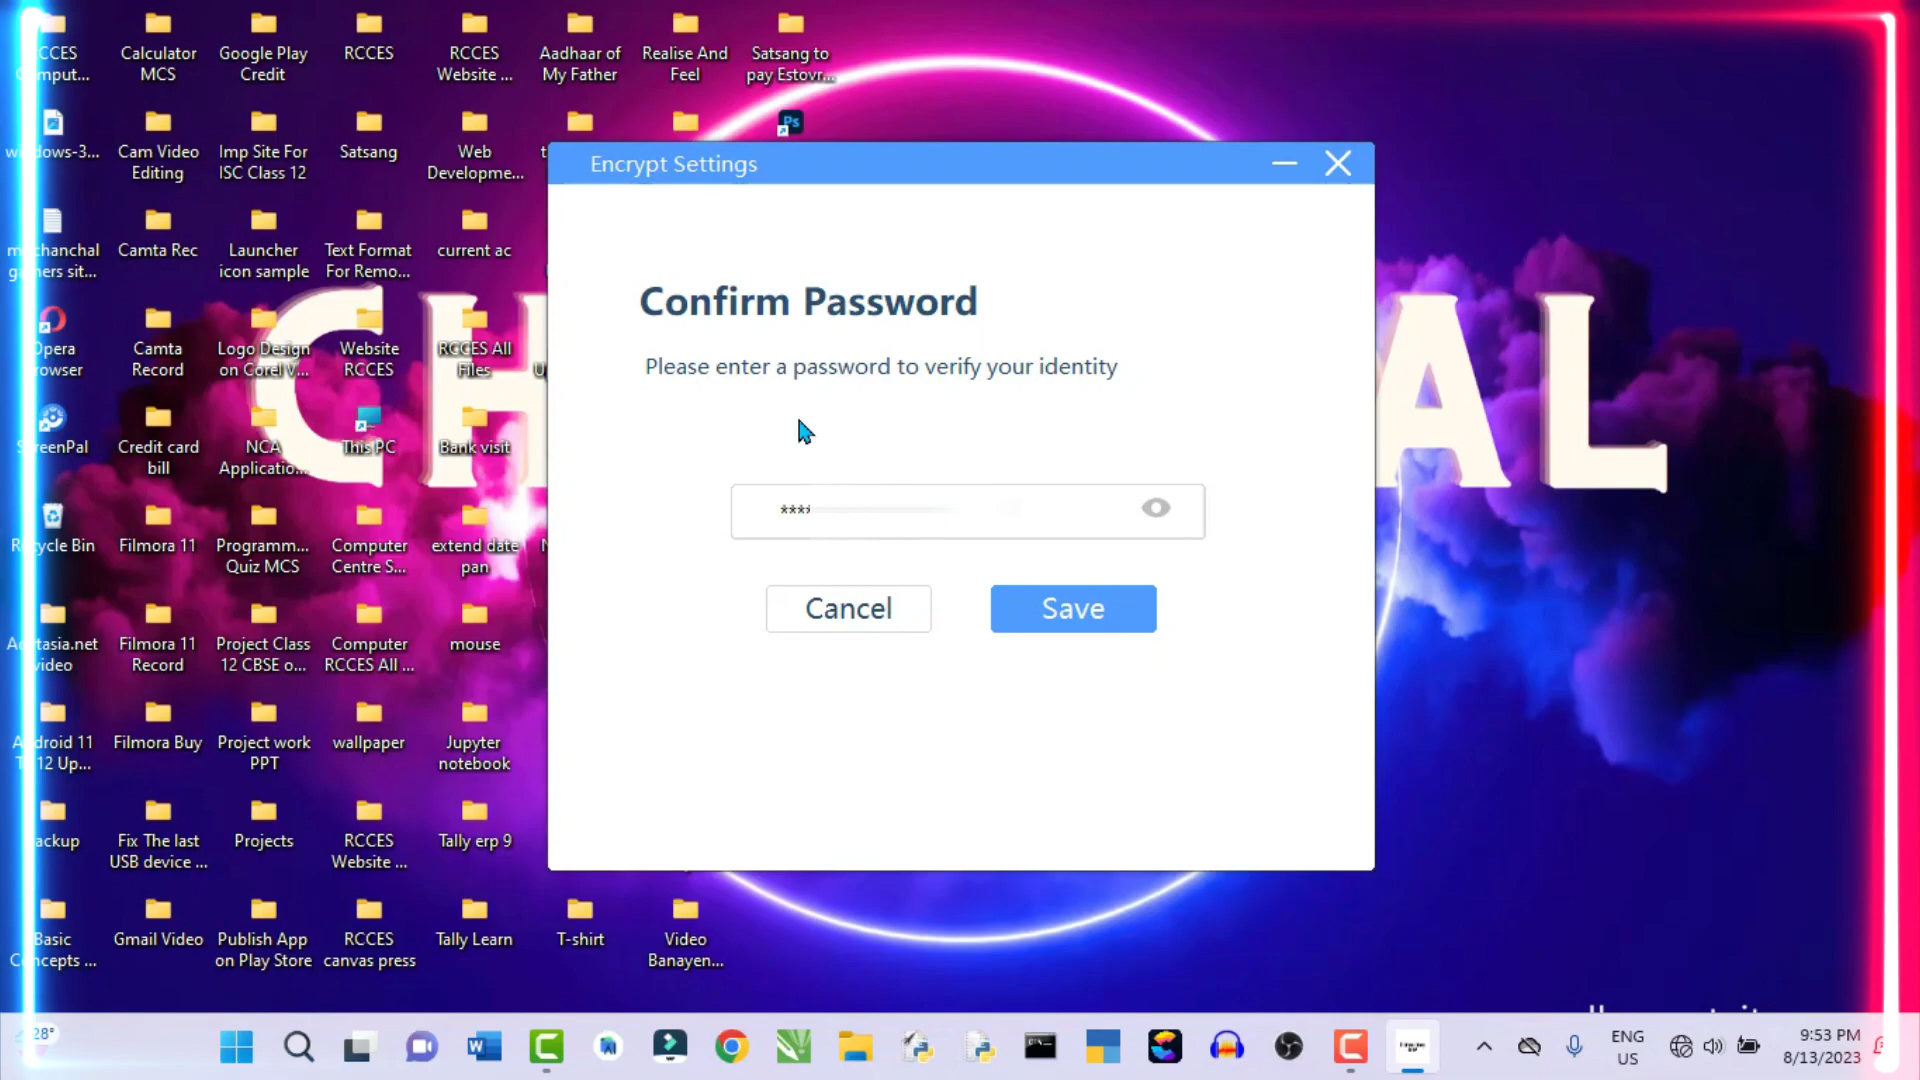 Calculator
MCS
Google Play
Credit
RCCES
RCCES
Website ...
Aadhaar of
My Father
Realise And
Feel
Satsang to
pay Estovr...
Cam Video
Editing
Imp Site For
ISC Class 12
Satsang
Web
Developme...
Camta Rec
Launcher
icon sample
Text Format
For Remo...
current ac
Camta
Record
Logo Design
on Corel V...
Website
RCCES
RCCES All
Files
Credit card
bill
NCA
Applicatio...
This PC
Bank visit
Filmora 11
Programm...
Quiz MCS
Computer
Centre S...
extend date
pan
Filmora 11
Record
Project Class
12 CBSE o...
Computer
RCCES All ...
mouse
Filmora Buy
Project work
PPT
wallpaper
Jupyter
notebook
Fix The last
USB device ...
Projects
RCCES
Website ...
Tally erp 9
Gmail Video
Publish App
on Play Store
RCCES
canvas press
Tally Learn
T-shirt
Video
Banayen...
Ps
Encrypt Settings
Confirm Password
Please enter a password to verify your identity
****
Cancel
Save
28°
ENG
US
9:53 PM
8/13/2023